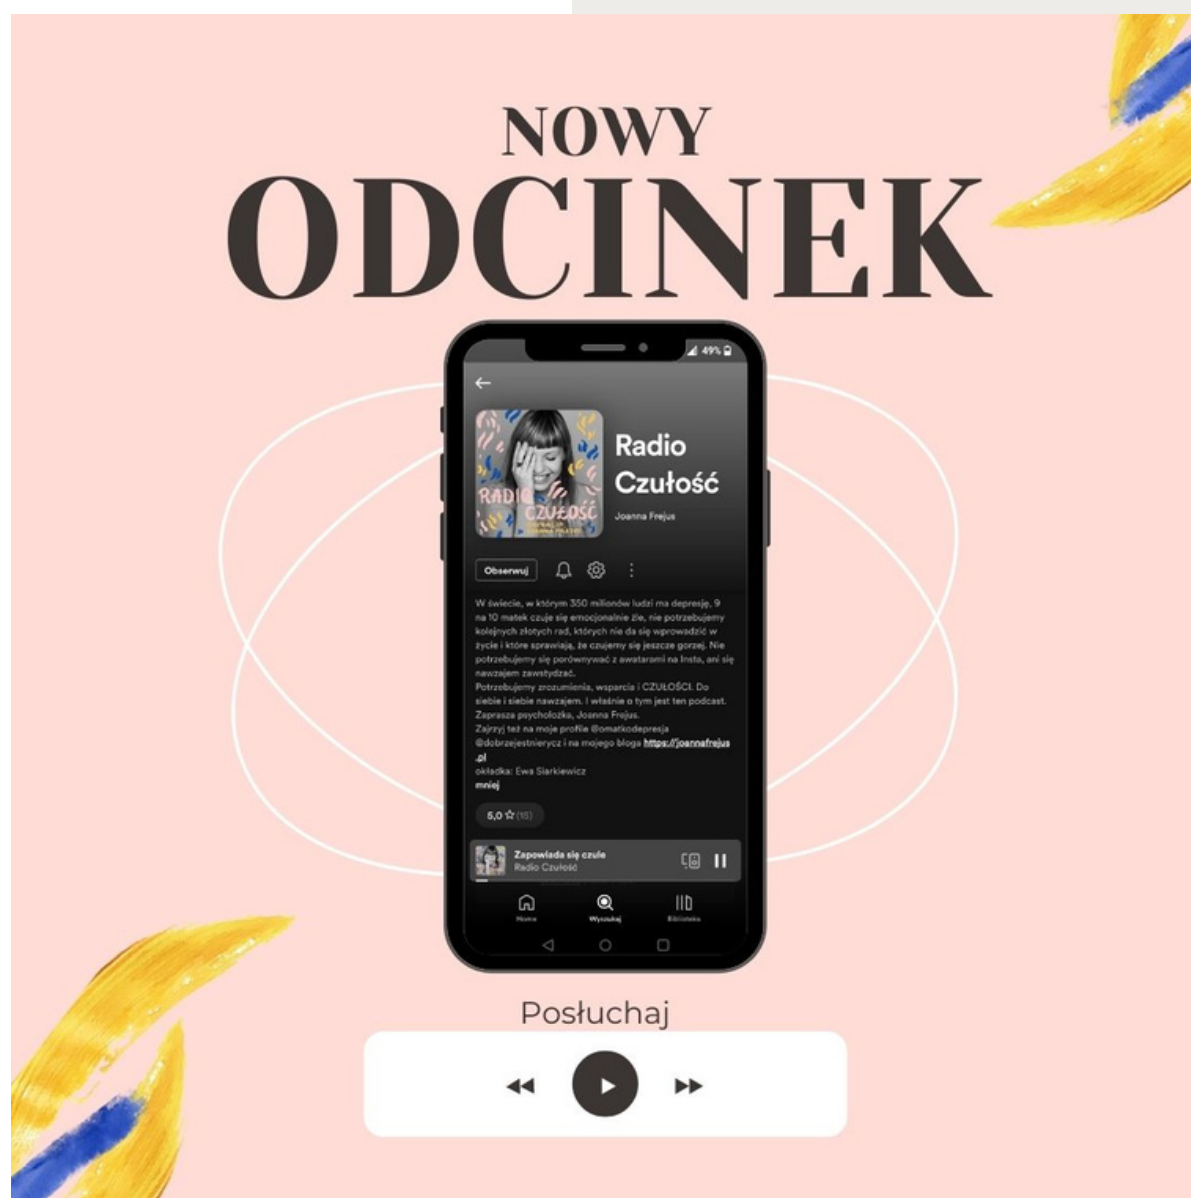 NOWY
ODCINEK
49%
RADIO
CZUŁOŚĆ
Radio
Czułość
Joanna Frejus
Obserwuj
W świecie, w którym 350 milionów ludzi ma depresję, 9
na 10 matek czuje się emocjonalnie źle, nie potrzebujemy
kolejnych złotych rad, których nie da się wprowadzić w
życie i które sprawiają, że czujemy się jeszcze gorzej. Nie
potrzebujemy się porównywać z awatarami na Insta, ani się
nawzajem zawstydzać.
Potrzebujemy zrozumienia, wsparcia i CZUŁOŚCI. Do
siebie i siebie nawzajem. I właśnie o tym jest ten podcast.
Zaprasza psycholożka, Joanna Frejus.
Zajrzyj też na moje profile @omatkodepresja
@dobrzejestnierycz i na mojego bloga https://joannafrejus
.pl
okładka: Ewa Siarkiewicz
mniej
5,0 (15)
Zapowiada się czule
Radio Czułość
Home Wyszukaj Biblioteka
Posłuchaj